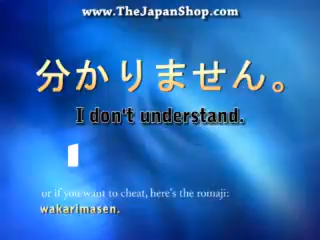 www.TheJapanShop.com
分かりません。
I don't understand.
or if you want to cheat, here's the romaji:
wakarimasen.